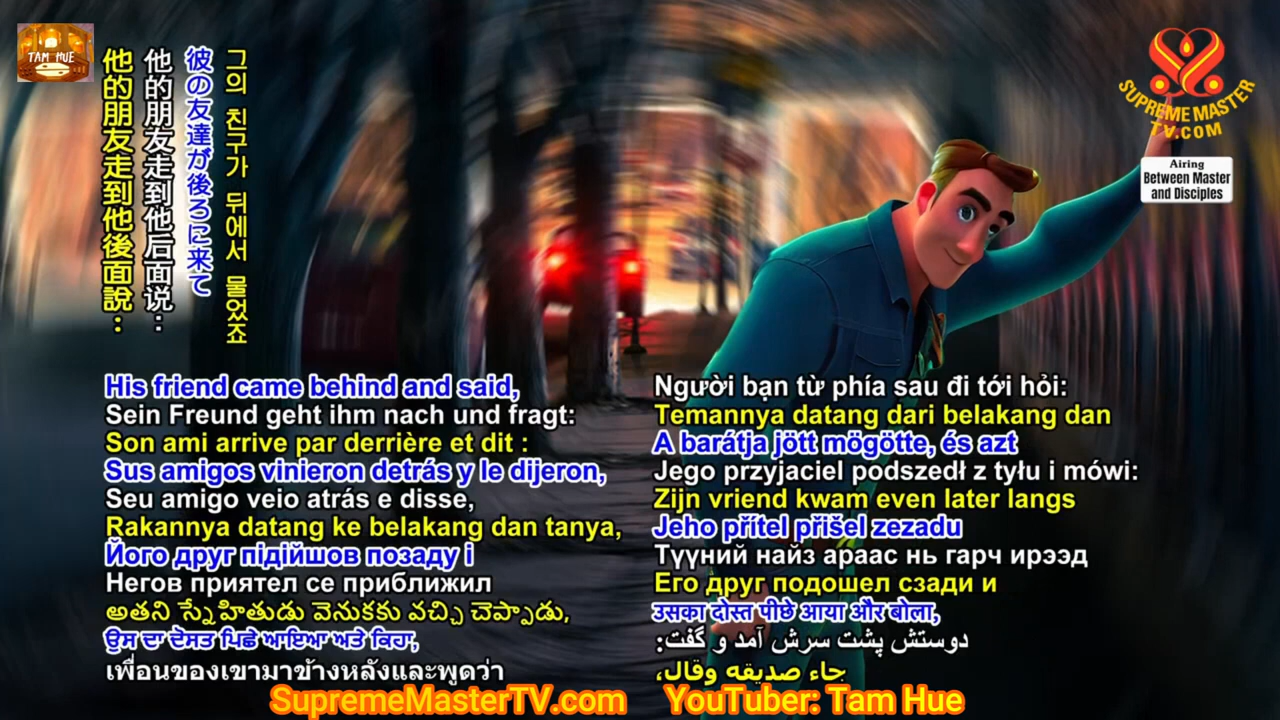 TAM HUE
他的朋友走到他後面說：
他的朋友走到他后面说：
彼の友達が後ろに来て
그의 친구가 뒤에서 물었죠
SUPREME MASTER
TV.COM
Airing
Between Master
and Disciples
His friend came behind and said,
Sein Freund geht ihm nach und fragt:
Son ami arrive par derrière et dit :
Sus amigos vinieron detrás y le dijeron,
Seu amigo veio atrás e disse,
Rakannya datang ke belakang dan tanya,
Його друг підійшов позаду і
Негов приятел се приближил
అతని స్నేహితుడు వెనుకకు వచ్చి చెప్పాడు,
ਉਸ ਦਾ ਦੋਸਤ ਪਿਛੇ ਆਇਆ ਅਤੇ ਕਿਹਾ,
เพื่อนของเขามาข้างหลังและพูดว่า
Người bạn từ phía sau đi tới hỏi:
Temannya datang dari belakang dan
A barátja jött mögötte, és azt
Jego przyjaciel podszedł z tyłu i mówi:
Zijn vriend kwam even later langs
Jeho přítel přišel zezadu
Түүний найз араас нь гарч ирээд
Его друг подошел сзади и
उसका दोस्त पीछे आया और बोला,
دوستش پشت سرش آمد و گفت:
جاء صديقه وقال،
SupremeMasterTV.com
YouTuber: Tam Hue